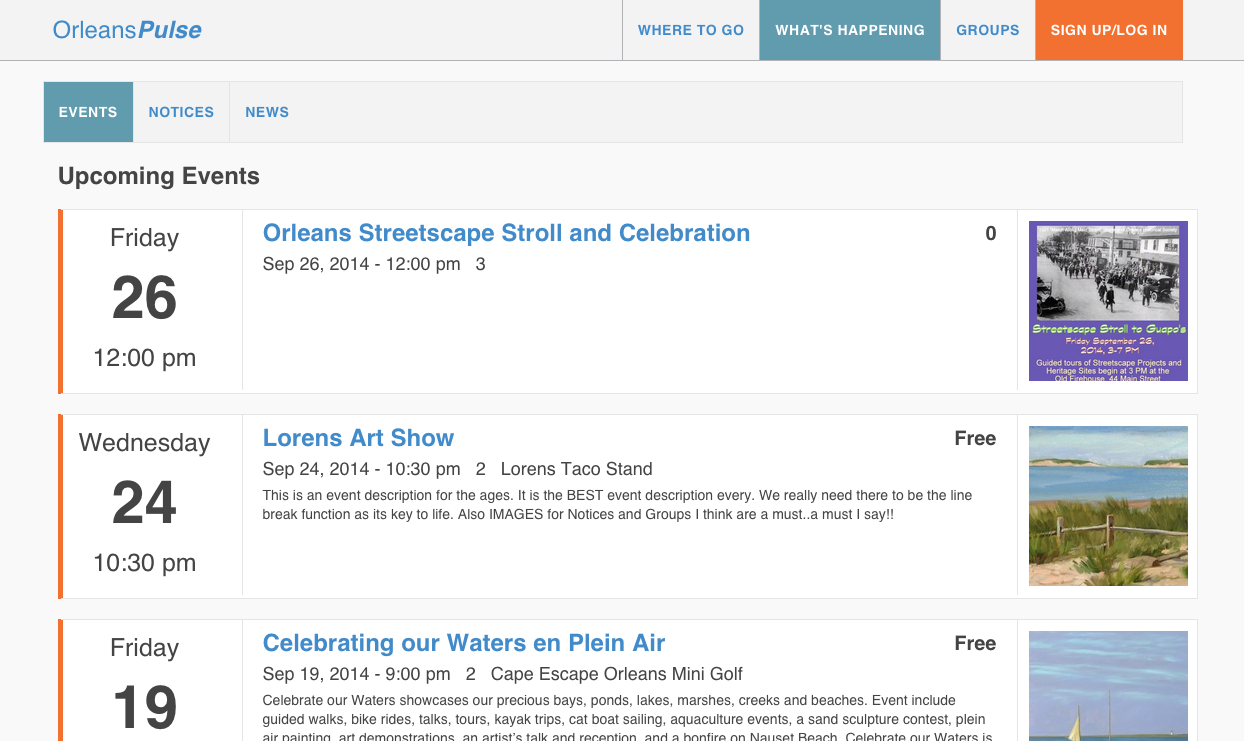 OrleansPulse
WHERE TO GO
WHAT'S HAPPENING
GROUPS
SIGN UP/LOG IN
EVENTS
NOTICES
NEWS
Upcoming Events
Friday
26
12:00 pm
Orleans Streetscape Stroll and Celebration
0
Sep 26, 2014 - 12:00 pm 3
Streetscape Stroll to Guapo's
Friday September 26,
2014, 3-7 PM
Guided tours of Streetscape Projects and
Heritage Sites begin at 3 PM at the
Old Firehouse, 44 Main Street
Wednesday
24
10:30 pm
Lorens Art Show
Free
Sep 24, 2014 - 10:30 pm 2 Lorens Taco Stand
This is an event description for the ages. It is the BEST event description every. We really need there to be the line
break function as its key to life. Also IMAGES for Notices and Groups I think are a must..a must I say!!
Friday
19
Celebrating our Waters en Plein Air
Free
Sep 19, 2014 - 9:00 pm 2 Cape Escape Orleans Mini Golf
Celebrate our Waters showcases our precious bays, ponds, lakes, marshes, creeks and beaches. Event include
guided walks, bike rides, talks, tours, kayak trips, cat boat sailing, aquaculture events, a sand sculpture contest, plein
air painting, art demonstrations, an artist's talk and reception, and a bonfire on Nauset Beach. Celebrate our Waters is